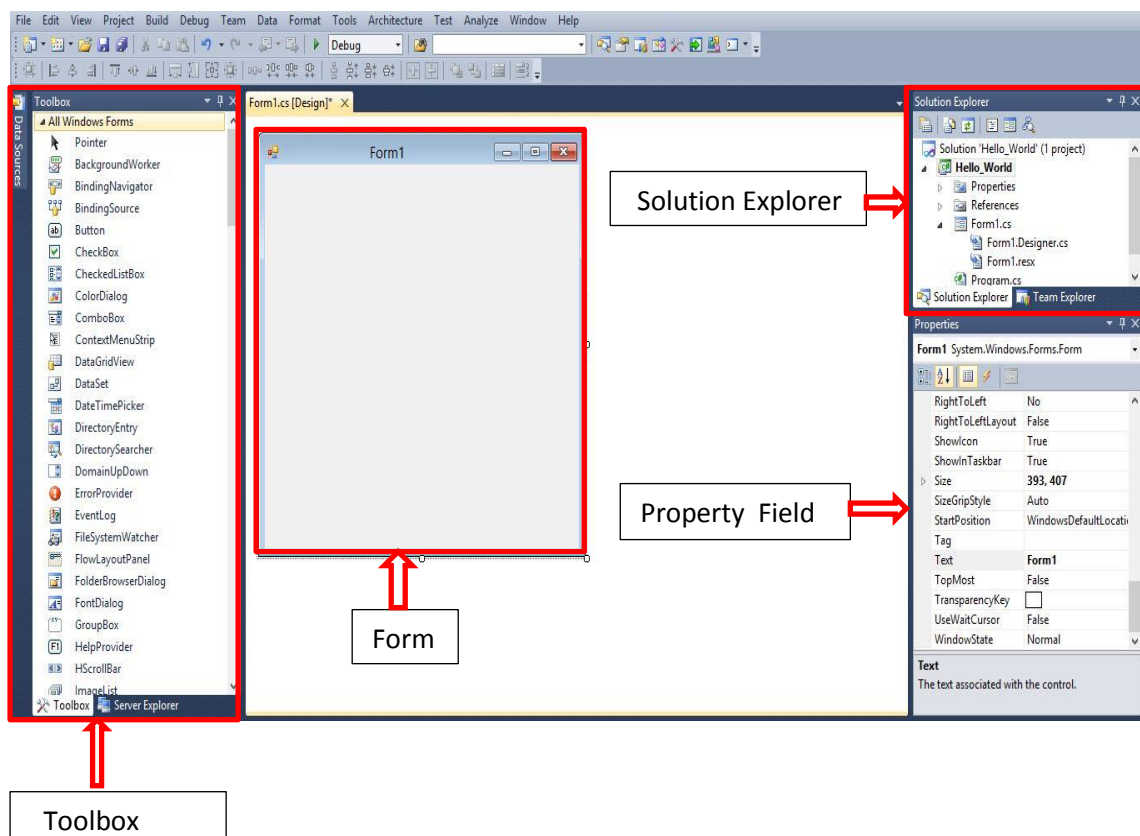 File Edit View Project Build Debug Team Data Format Tools Architecture Test Analyze Window Help
Debug
Data Sources
Toolbox
All Windows Forms
Pointer
BackgroundWorker
BindingNavigator
BindingSource
Button
CheckBox
CheckedListBox
ColorDialog
ComboBox
ContextMenuStrip
DataGridView
DataSet
DateTimePicker
DirectoryEntry
DirectorySearcher
DomainUpDown
ErrorProvider
EventLog
FileSystemWatcher
FlowLayoutPanel
FolderBrowserDialog
FontDialog
GroupBox
HelpProvider
HScrollBar
ImageList
Toolbox Server Explorer
Toolbox
Form1.cs [Design]*
Form1
Form
Solution Explorer
Property Field
Solution Explorer
Solution 'Hello_World' (1 project)
Hello_World
Properties
References
Form1.cs
Form1.Designer.cs
Form1.resx
Program.cs
Solution Explorer Team Explorer
Properties
Form1 System.Windows.Forms.Form
RightToLeft No
RightToLeftLayout False
ShowIcon True
ShowInTaskbar True
Size 393, 407
SizeGripStyle Auto
StartPosition WindowsDefaultLocati
Tag
Text Form1
TopMost False
TransparencyKey
UseWaitCursor False
WindowState Normal
Text
The text associated with the control.